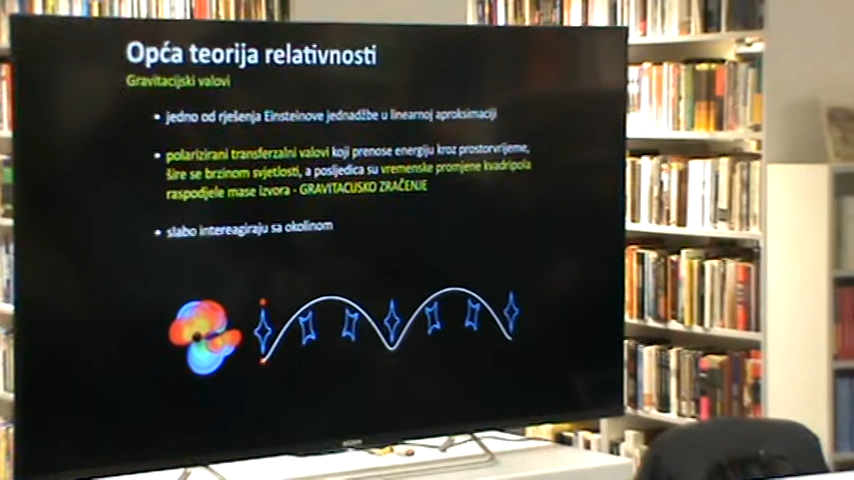 Opća teorija relativnosti
Gravitacijski valovi
• jedno od rješenja Einsteinove jednadžbe u linearnoj aproksimaciji
• polarizirani transferzalni valovi koji prenose energiju kroz prostorvrijeme,
šire se brzinom svjetlosti, a posljedica su vremenske promjene kvadripola
raspodjele mase izvora - GRAVITACIJSKO ZRAČENJE
• slabo intereagiraju sa okolinom
SONY